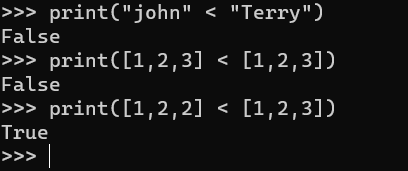 >>> print("john" < "Terry")
False
>>> print([1,2,3] < [1,2,3])
False
>>> print([1,2,2] < [1,2,3])
True
>>>